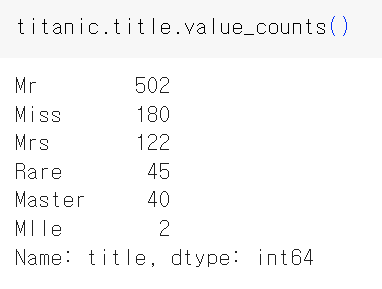 titanic.title.value_counts()
Mr 502
Miss 180
Mrs 122
Rare 45
Master 40
Mlle 2
Name: title, dtype: int64